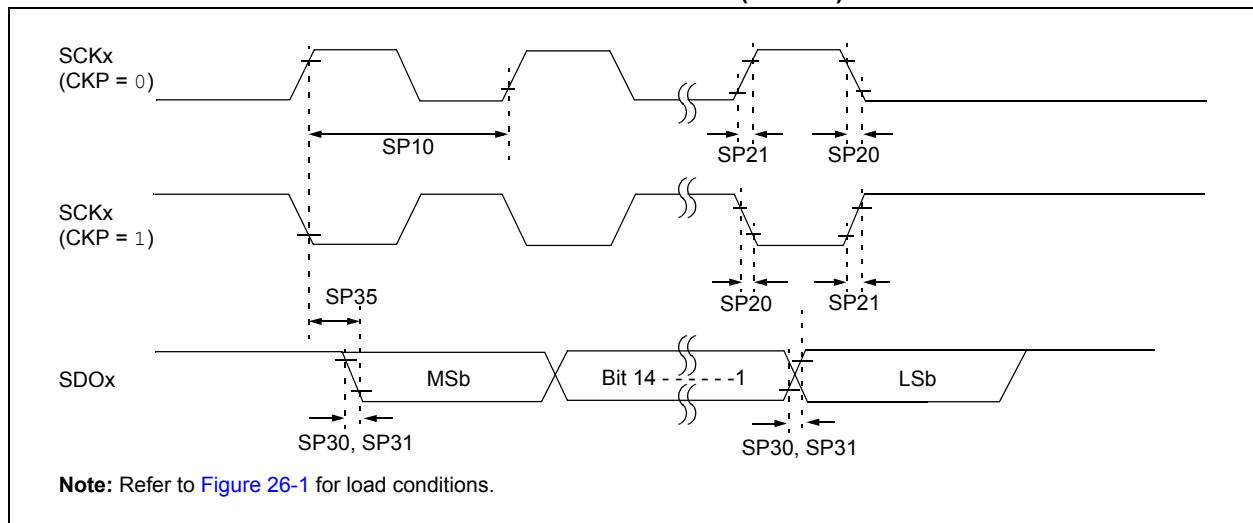 SCKx
(CKP = 0)
SP10
SP21
SP20
SCKx
(CKP = 1)
SP35
SP20
SP21
SDOx
MSb
Bit 14 - - - - - -1
LSb
SP30, SP31
SP30, SP31
Note: Refer to Figure 26-1 for load conditions.